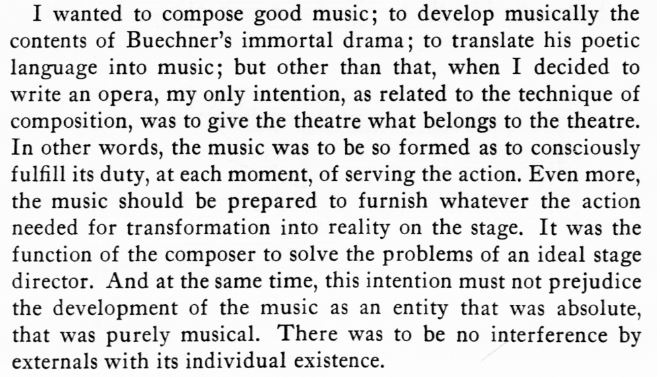 I wanted to compose good music; to develop musically the
contents of Buechner's immortal drama; to translate his poetic
language into music; but other than that, when I decided to
write an opera, my only intention, as related to the technique of
composition, was to give the theatre what belongs to the theatre.
In other words, the music was to be so formed as to consciously
fulfill its duty, at each moment, of serving the action. Even more,
the music should be prepared to furnish whatever the action
needed for transformation into reality on the stage. It was the
function of the composer to solve the problems of an ideal stage
director. And at the same time, this intention must not prejudice
the development of the music as an entity that was absolute,
that was purely musical. There was to be no interference by
externals with its individual existence.